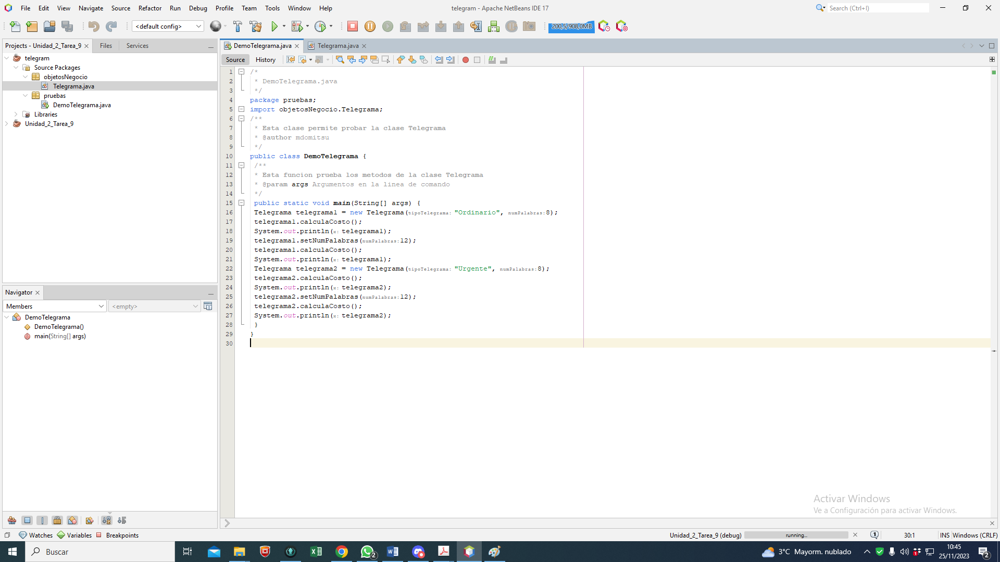 File Edit View Navigate Source Refactor Run Debug Profile Team Tools Window Help
telegram - Apache NetBeans IDE 17
Search (Ctrl+I)
<default config>
200,5/908,0MB
Projects - Unidad_2_Tarea_9
Files
Services
telegram
Source Packages
objetosNegocio
Telegrama.java
pruebas
DemoTelegrama.java
Libraries
Unidad_2_Tarea_9
Navigator
Members
<empty>
DemoTelegrama
DemoTelegrama()
main(String[] args)
DemoTelegrama.java
Telegrama.java
Source
History
1 /*
2 * DemoTelegrama.java
3 */
4 package pruebas;
5 import objetosNegocio.Telegrama;
6 /**
7 * Esta clase permite probar la clase Telegrama
8 * @author mdomitsu
9 */
10 public class DemoTelegrama {
11 /**
12 * Esta funcion prueba los metodos de la clase Telegrama
13 * @param args Argumentos en la linea de comando
14 */
15 public static void main(String[] args) {
16 Telegrama telegrama1 = new Telegrama(tipoTelegrama: "Ordinario", numPalabras:8);
17 telegrama1.calculaCosto();
18 System.out.println(x: telegrama1);
19 telegrama1.setNumPalabras(numPalabras:12);
20 telegrama1.calculaCosto();
21 System.out.println(x: telegrama1);
22 Telegrama telegrama2 = new Telegrama(tipoTelegrama: "Urgente", numPalabras:8);
23 telegrama2.calculaCosto();
24 System.out.println(x: telegrama2);
25 telegrama2.setNumPalabras(numPalabras:12);
26 telegrama2.calculaCosto();
27 System.out.println(x: telegrama2);
28 }
29 }
30
Activar Windows
Ve a Configuración para activar Windows.
Watches
Variables
Breakpoints
Unidad_2_Tarea_9 (debug)
running...
1
30:1
INS
Windows (CRLF)
Buscar
2
3°C Mayorm. nublado
10:45
25/11/2023
2